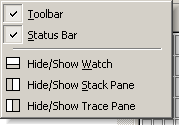 Toolbar
Status Bar
Hide/Show Watch
Hide/Show Stack Pane
Hide/Show Trace Pane